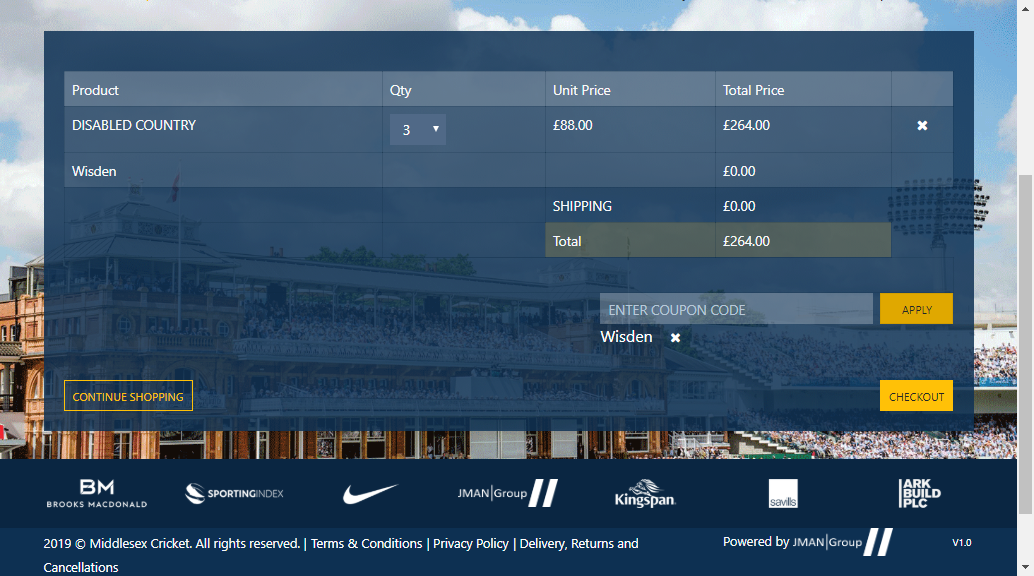 Product Qty Unit Price Total Price
DISABLED COUNTRY 3 £88.00 £264.00
Wisden £0.00
SHIPPING £0.00
Total £264.00
ENTER COUPON CODE APPLY
Wisden
CONTINUE SHOPPING CHECKOUT
BM
BROOKS MACDONALD
SPORTINGINDEX
JMAN|Group
Kingspan.
savills
ARK
BUILD
PLC
2019 © Middlesex Cricket. All rights reserved. | Terms & Conditions | Privacy Policy | Delivery, Returns and
Cancellations
Powered by JMAN|Group
V1.0